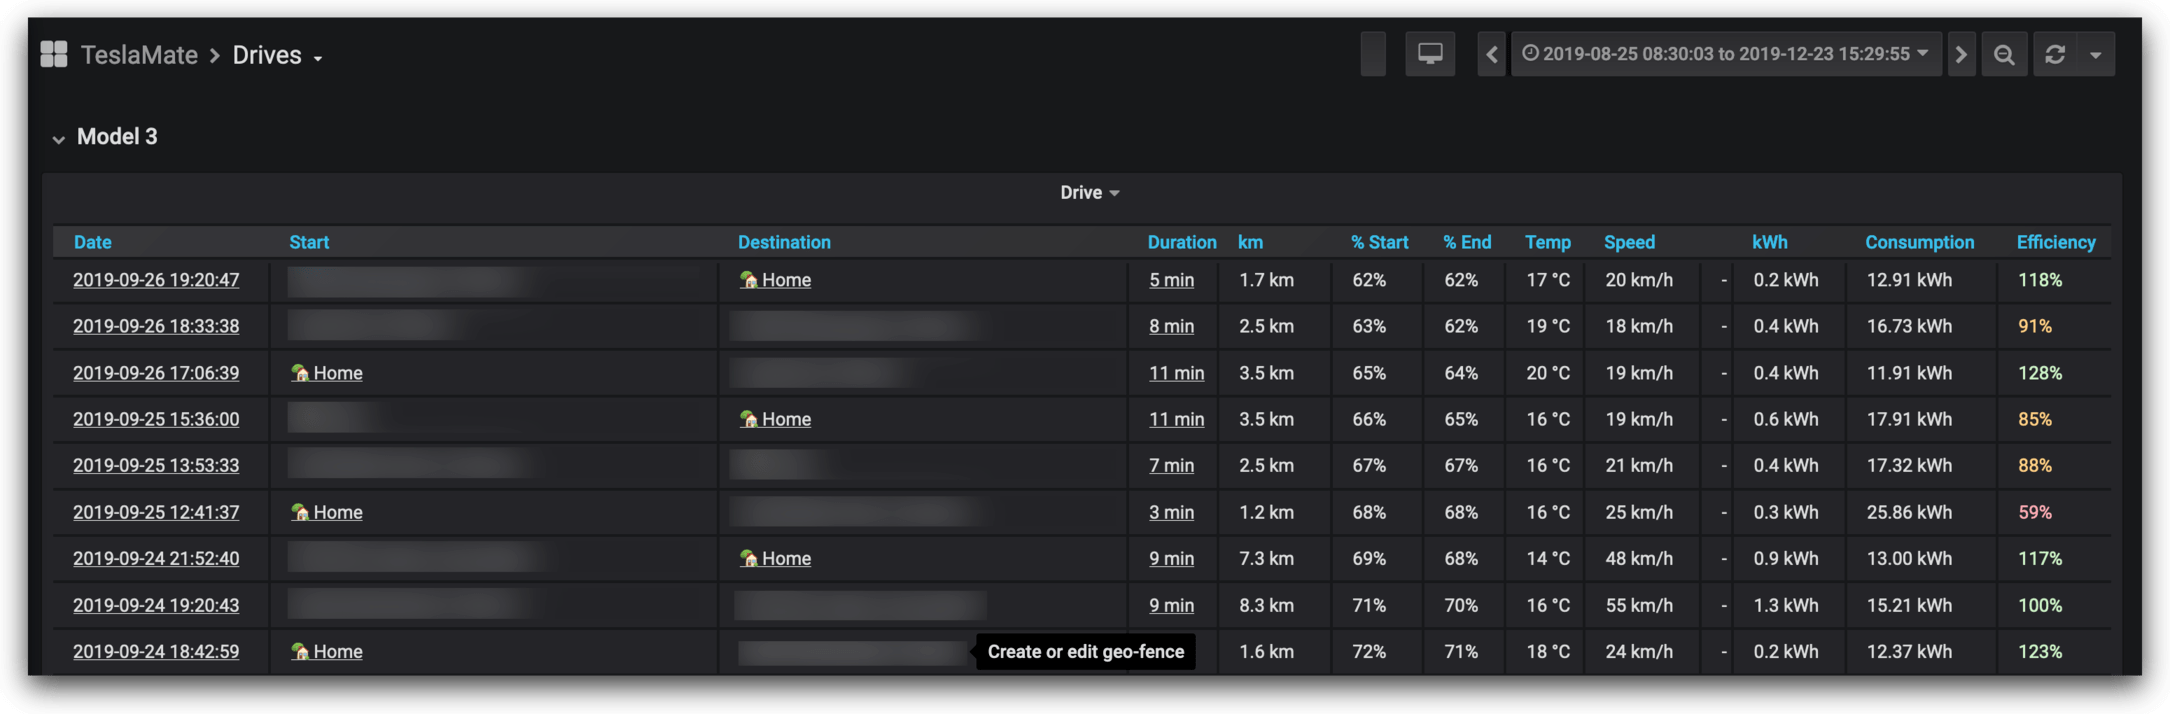 TeslaMate > Drives
2019-08-25 08:30:03 to 2019-12-23 15:29:55
Model 3
Drive
Date Start Destination Duration km % Start % End Temp Speed kWh Consumption Efficiency
2019-09-26 19:20:47 Home 5 min 1.7 km 62% 62% 17 °C 20 km/h - 0.2 kWh 12.91 kWh 118%
2019-09-26 18:33:38 8 min 2.5 km 63% 62% 19 °C 18 km/h - 0.4 kWh 16.73 kWh 91%
2019-09-26 17:06:39 Home 11 min 3.5 km 65% 64% 20 °C 19 km/h - 0.4 kWh 11.91 kWh 128%
2019-09-25 15:36:00 Home 11 min 3.5 km 66% 65% 16 °C 19 km/h - 0.6 kWh 17.91 kWh 85%
2019-09-25 13:53:33 7 min 2.5 km 67% 67% 16 °C 21 km/h - 0.4 kWh 17.32 kWh 88%
2019-09-25 12:41:37 Home 3 min 1.2 km 68% 68% 16 °C 25 km/h - 0.3 kWh 25.86 kWh 59%
2019-09-24 21:52:40 Home 9 min 7.3 km 69% 68% 14 °C 48 km/h - 0.9 kWh 13.00 kWh 117%
2019-09-24 19:20:43 9 min 8.3 km 71% 70% 16 °C 55 km/h - 1.3 kWh 15.21 kWh 100%
2019-09-24 18:42:59 Home Create or edit geo-fence 1.6 km 72% 71% 18 °C 24 km/h - 0.2 kWh 12.37 kWh 123%